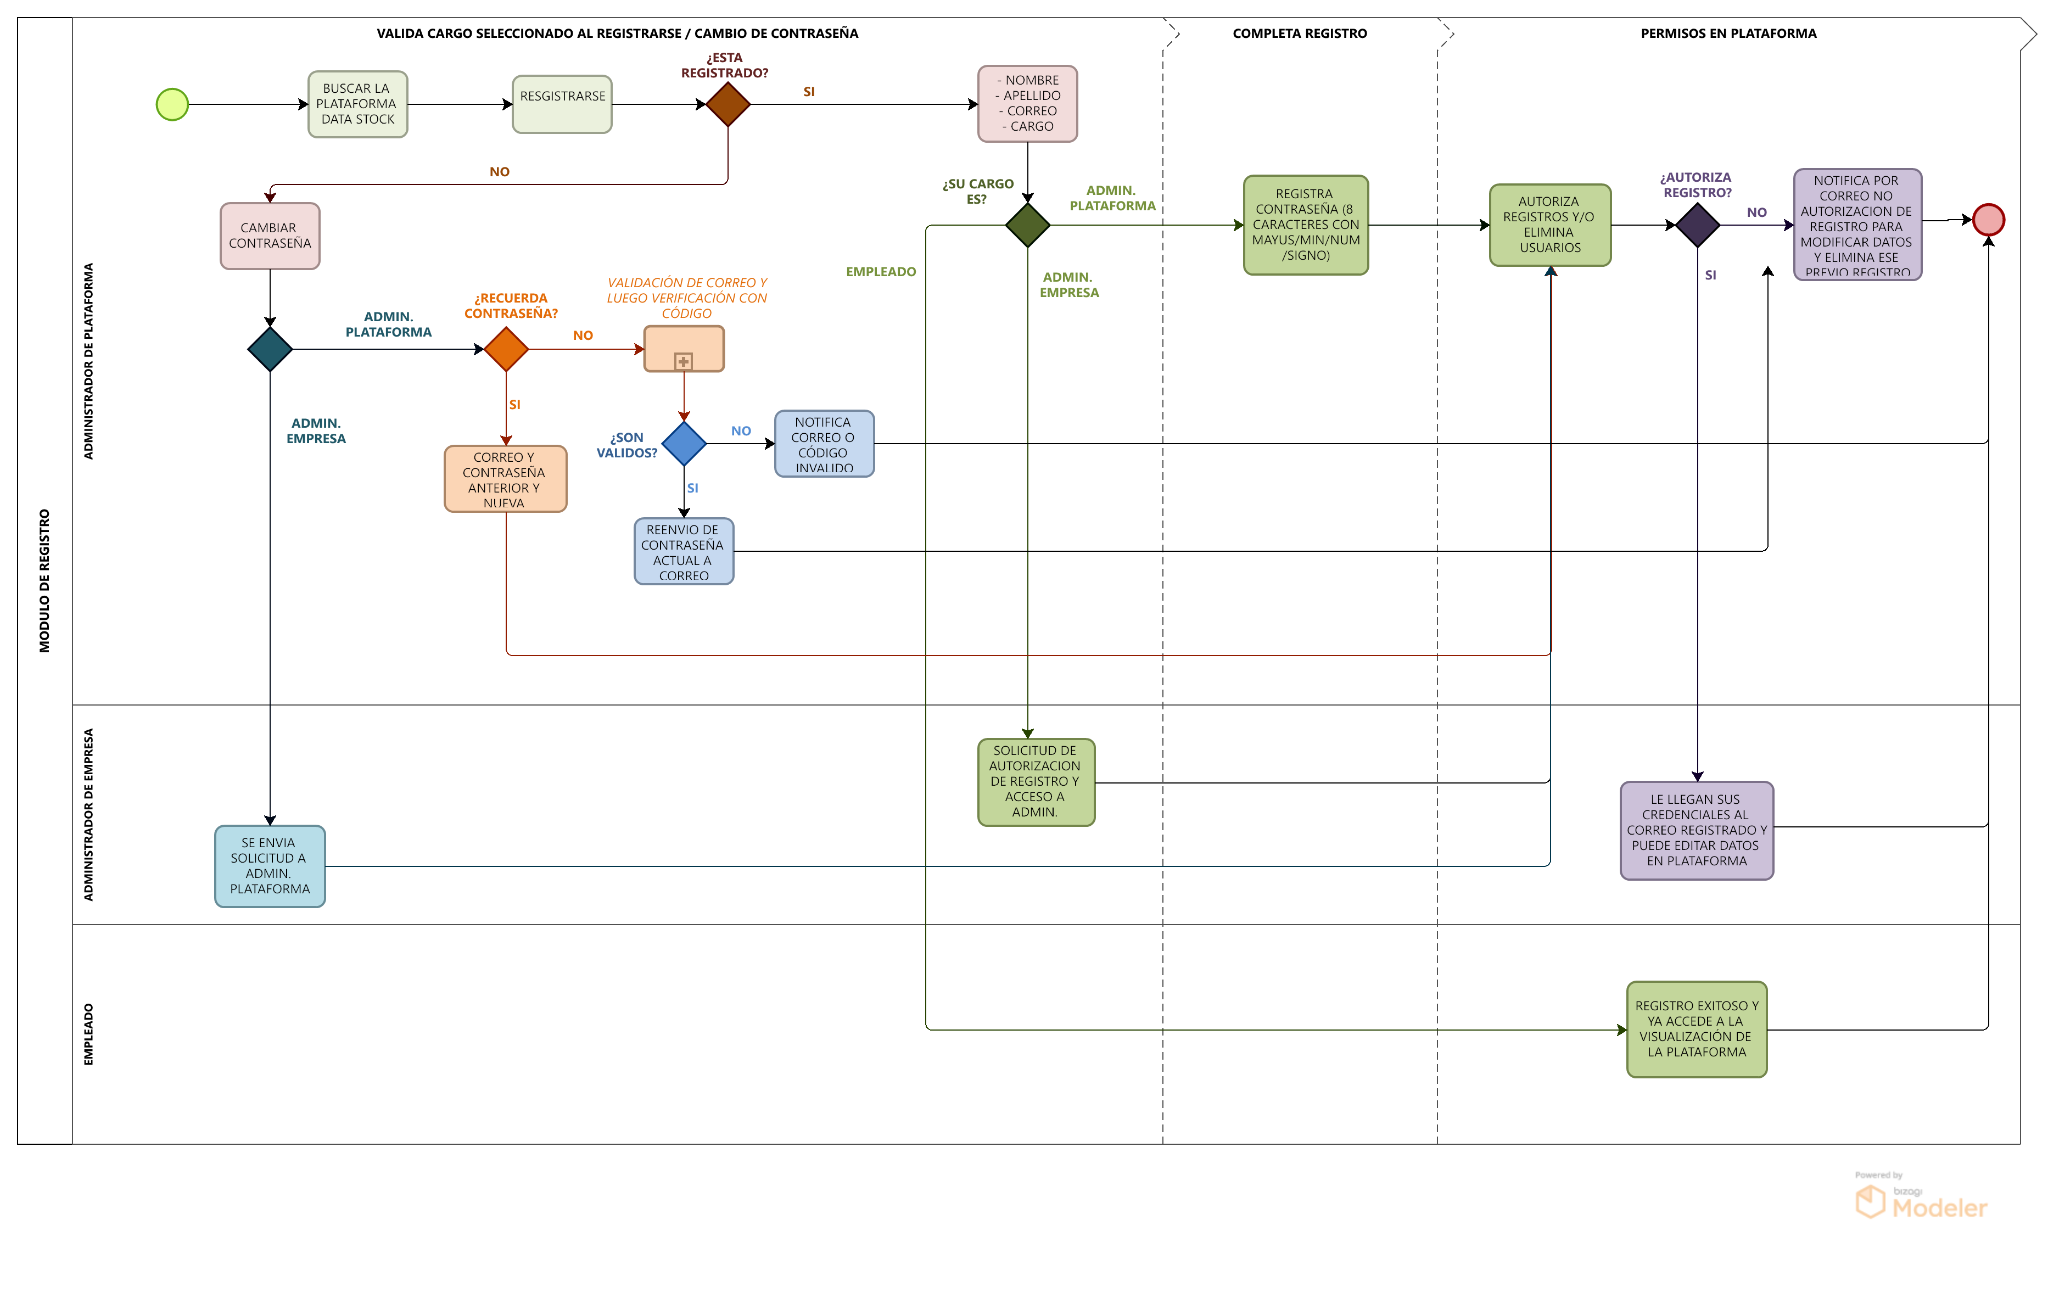 VALIDA CARGO SELECCIONADO AL REGISTRARSE / CAMBIO DE CONTRASEÑA
COMPLETA REGISTRO
PERMISOS EN PLATAFORMA
MODULO DE REGISTRO
ADMINISTRADOR DE PLATAFORMA
BUSCAR LA
PLATAFORMA
DATA STOCK
RESGISTRARSE
¿ESTA
REGISTRADO?
SI
NO
- NOMBRE
- APELLIDO
- CORREO
- CARGO
¿SU CARGO
ES?
ADMIN.
PLATAFORMA
EMPLEADO
ADMIN.
EMPRESA
REGISTRA
CONTRASEÑA (8
CARACTERES CON
MAYUS/MIN/NUM
/SIGNO)
AUTORIZA
REGISTROS Y/O
ELIMINA
USUARIOS
¿AUTORIZA
REGISTRO?
NO
SI
NOTIFICA POR
CORREO NO
AUTORIZACION DE
REGISTRO PARA
MODIFICAR DATOS
Y ELIMINA ESE
PREVIO REGISTRO
CAMBIAR
CONTRASEÑA
ADMIN.
PLATAFORMA
ADMIN.
EMPRESA
¿RECUERDA
CONTRASEÑA?
NO
SI
VALIDACIÓN DE CORREO Y
LUEGO VERIFICACIÓN CON
CÓDIGO
CORREO Y
CONTRASEÑA
ANTERIOR Y
NUEVA
¿SON
VALIDOS?
NO
SI
NOTIFICA
CORREO O
CÓDIGO
INVALIDO
REENVIO DE
CONTRASEÑA
ACTUAL A
CORREO
ADMINISTRADOR DE EMPRESA
SE ENVIA
SOLICITUD A
ADMIN.
PLATAFORMA
SOLICITUD DE
AUTORIZACION
DE REGISTRO Y
ACCESO A
ADMIN.
LE LLEGAN SUS
CREDENCIALES AL
CORREO REGISTRADO Y
PUEDE EDITAR DATOS
EN PLATAFORMA
EMPLEADO
REGISTRO EXITOSO Y
YA ACCEDE A LA
VISUALIZACIÓN DE
LA PLATAFORMA
Powered by
bizagi
Modeler